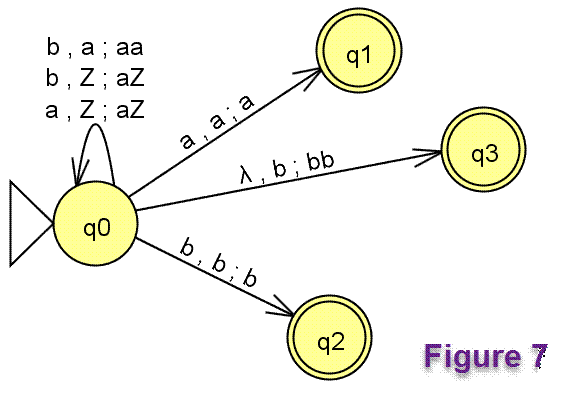 b , a ; aa
b , Z ; aZ
a , Z ; aZ
q1
a , a ; a
q3
λ , b ; bb
q0
b , b ; b
q2
Figure 7